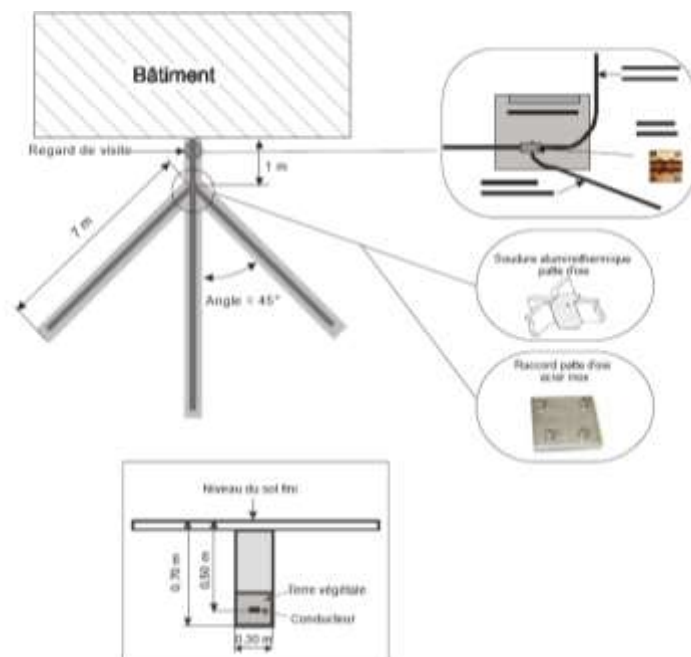 Bâtiment
Regard de visite
1 m
7 m
Angle = 45°
Soudure aluminothermique
patte d'oie
Raccord patte d'oie
acier inox
Niveau du sol fini
0.70 m
0.50 m
Terre végétale
Conducteur
0.30 m